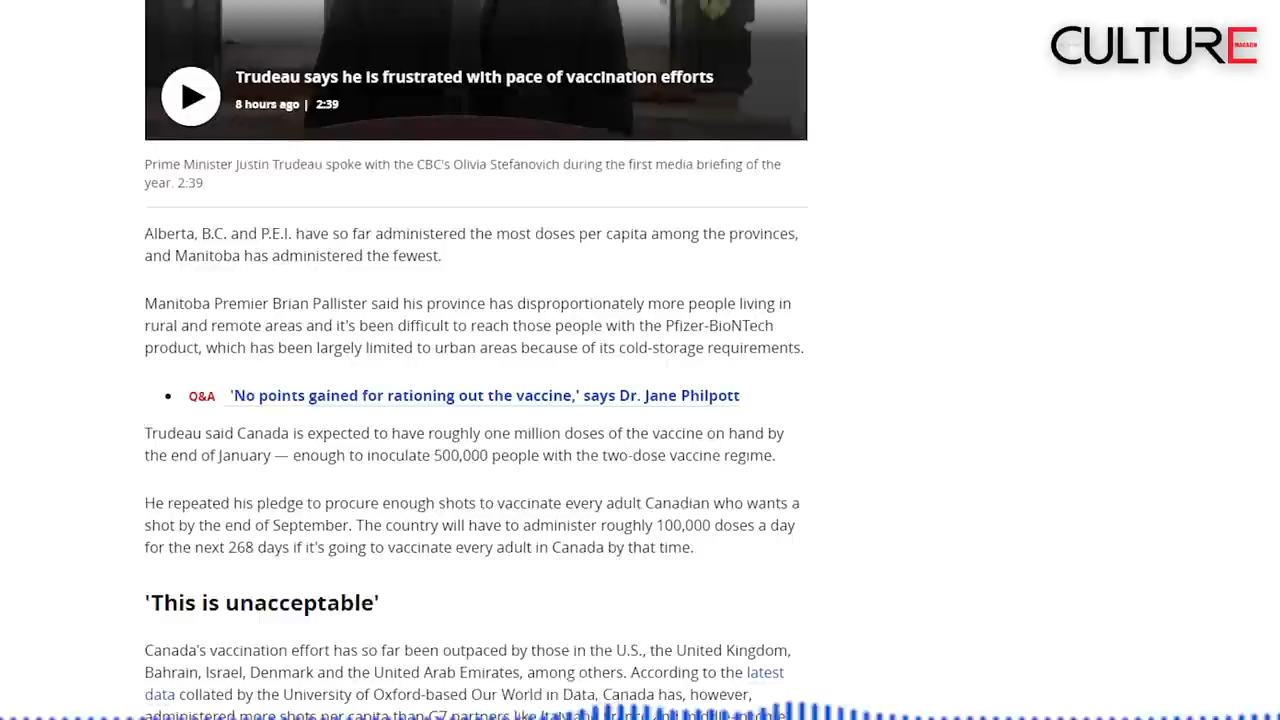 CULTURE
MAGAZIN
Trudeau says he is frustrated with pace of vaccination efforts
8 hours ago | 2:39
Prime Minister Justin Trudeau spoke with the CBC's Olivia Stefanovich during the first media briefing of the
year. 2:39
Alberta, B.C. and P.E.I. have so far administered the most doses per capita among the provinces,
and Manitoba has administered the fewest.
Manitoba Premier Brian Pallister said his province has disproportionately more people living in
rural and remote areas and it's been difficult to reach those people with the Pfizer-BioNTech
product, which has been largely limited to urban areas because of its cold-storage requirements.
• Q&A 'No points gained for rationing out the vaccine,' says Dr. Jane Philpott
Trudeau said Canada is expected to have roughly one million doses of the vaccine on hand by
the end of January — enough to inoculate 500,000 people with the two-dose vaccine regime.
He repeated his pledge to procure enough shots to vaccinate every adult Canadian who wants a
shot by the end of September. The country will have to administer roughly 100,000 doses a day
for the next 268 days if it's going to vaccinate every adult in Canada by that time.
'This is unacceptable'
Canada's vaccination effort has so far been outpaced by those in the U.S., the United Kingdom,
Bahrain, Israel, Denmark and the United Arab Emirates, among others. According to the latest
data collated by the University of Oxford-based Our World in Data, Canada has, however,
administered more shots per capita than G7 partners like Italy and France and